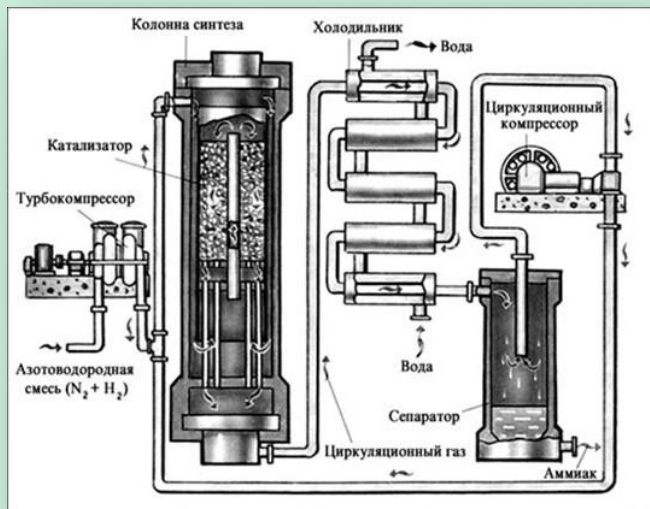 Колонна синтеза
Холодильник
Вода
Циркуляционный
компрессор
Катализатор
Турбокомпрессор
Азотоводородная
смесь (N₂ + H₂)
Вода
Сепаратор
Циркуляционный газ
Аммиак